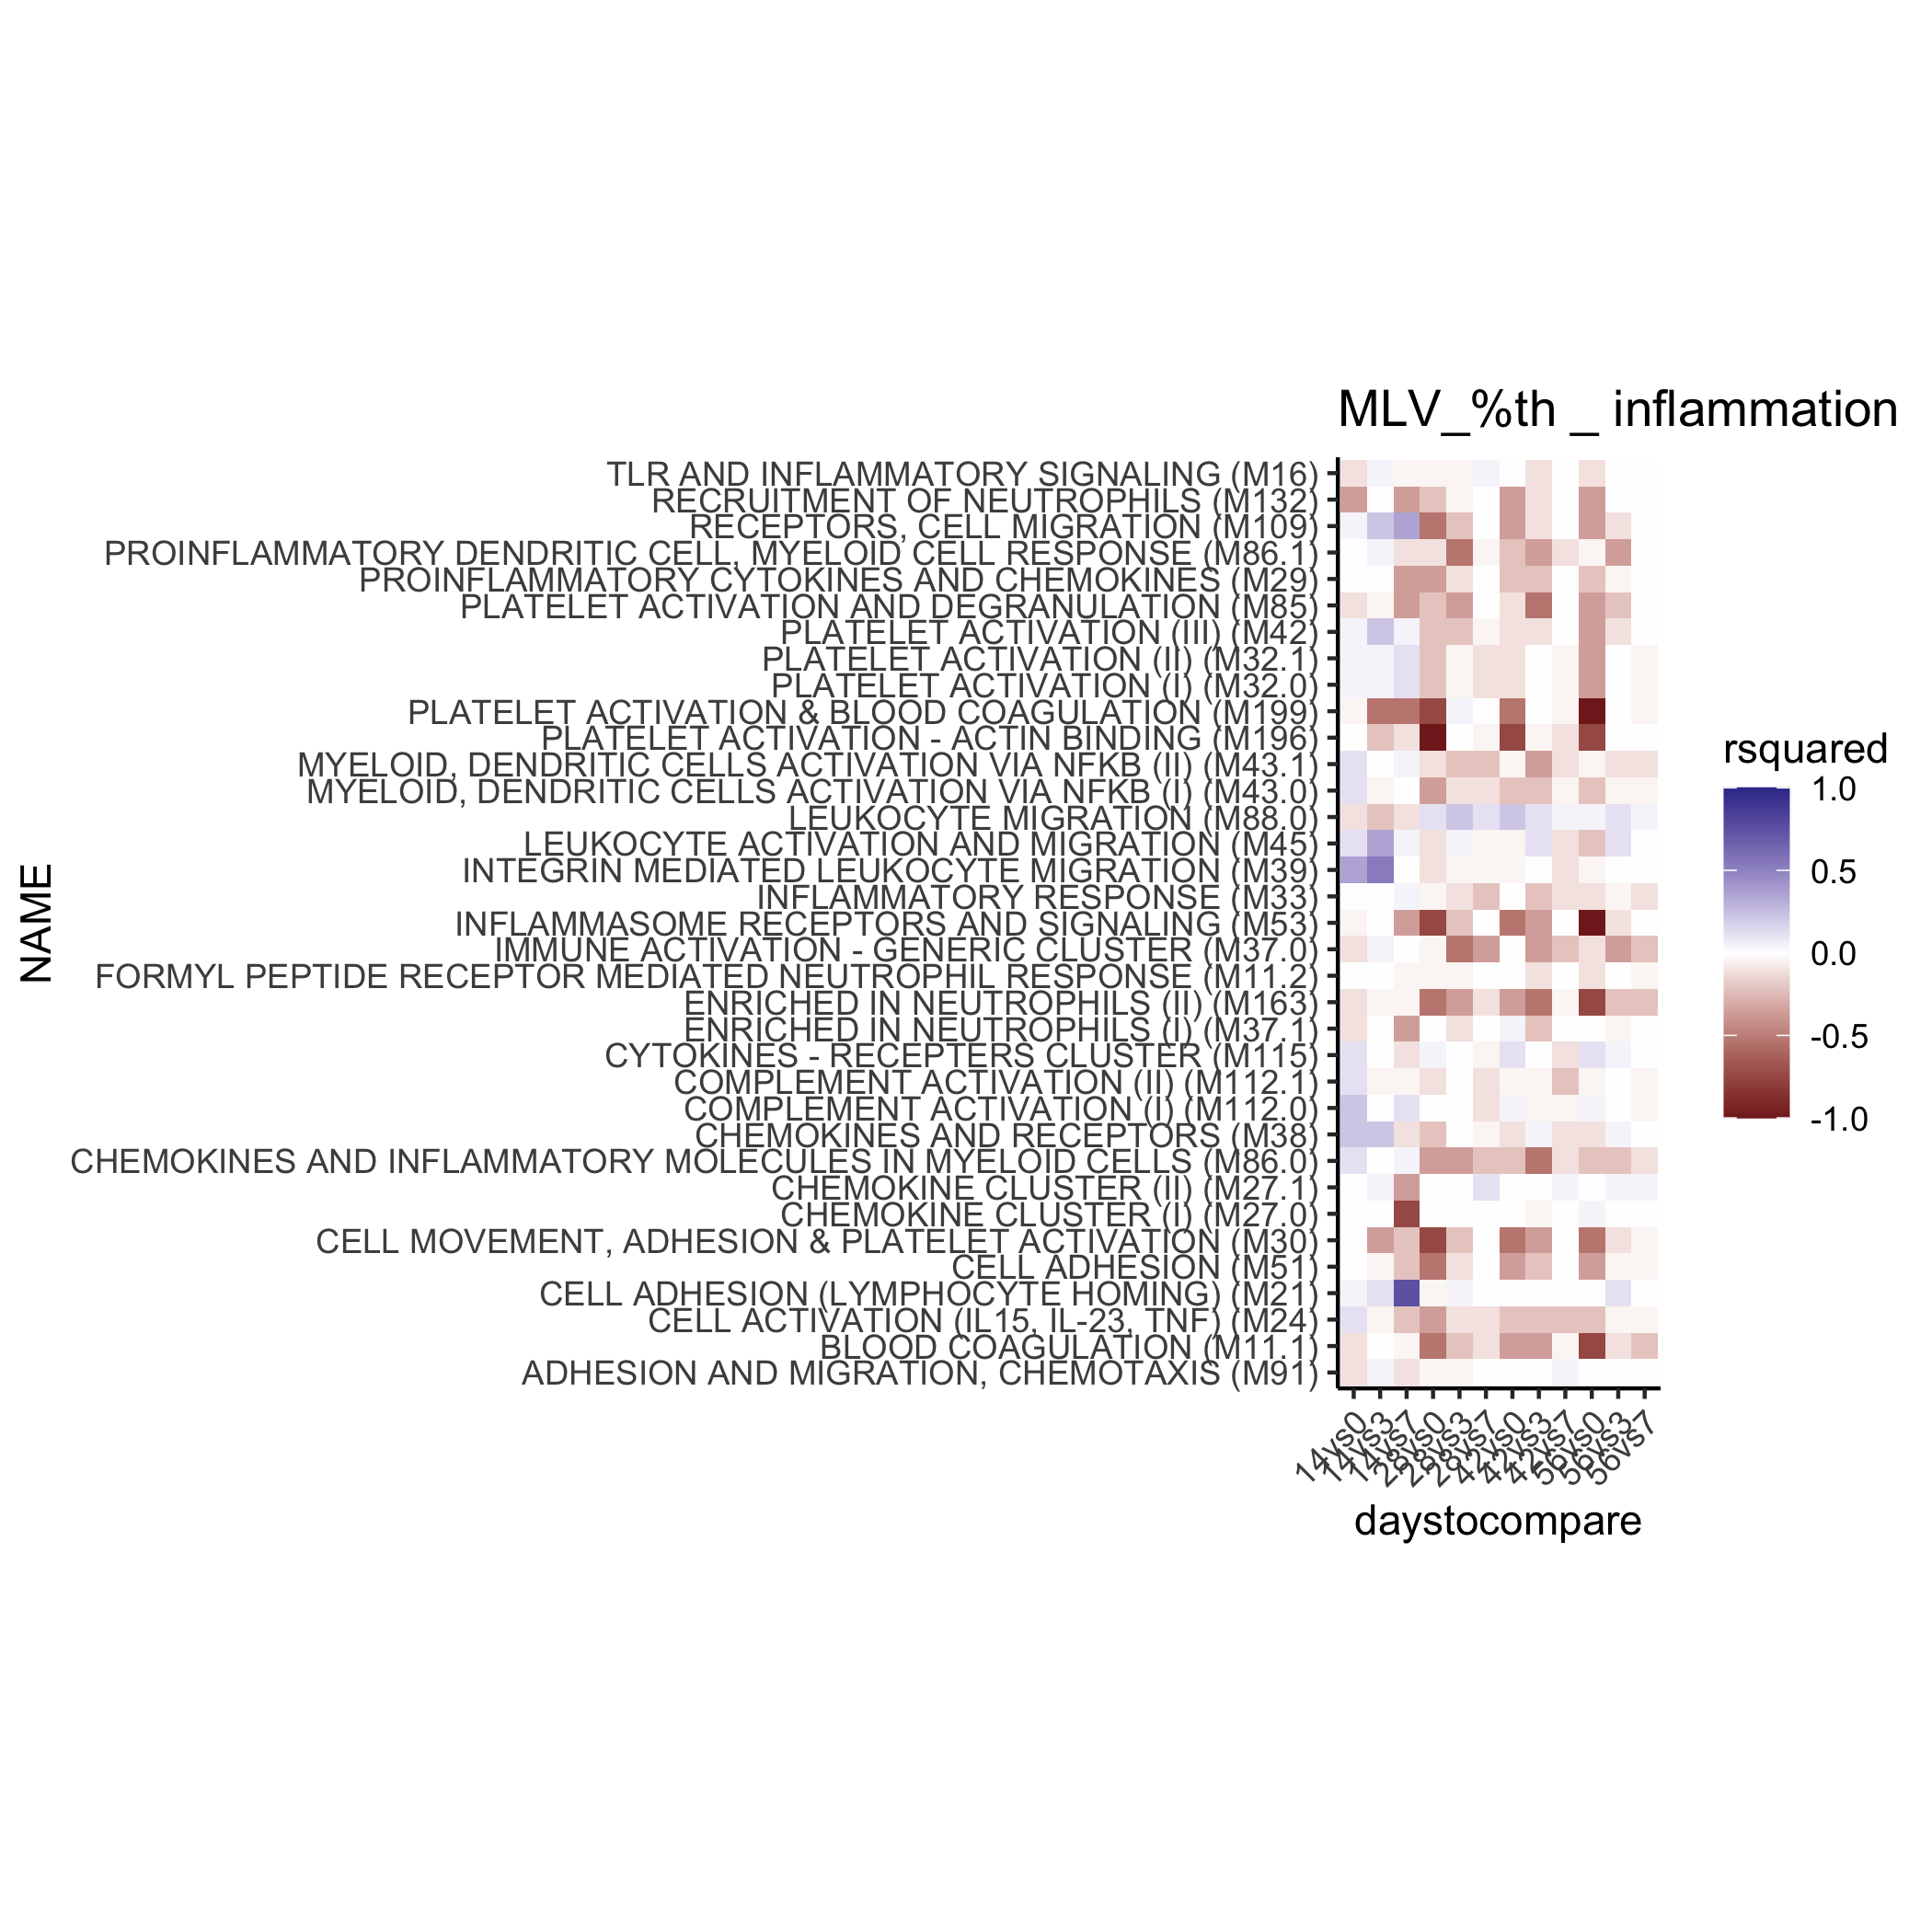 MLV_%th _ inflammation
TLR AND INFLAMMATORY SIGNALING (M16)
RECRUITMENT OF NEUTROPHILS (M132)
RECEPTORS, CELL MIGRATION (M109)
PROINFLAMMATORY DENDRITIC CELL, MYELOID CELL RESPONSE (M86.1)
PROINFLAMMATORY CYTOKINES AND CHEMOKINES (M29)
PLATELET ACTIVATION AND DEGRANULATION (M85)
PLATELET ACTIVATION (III) (M42)
PLATELET ACTIVATION (II) (M32.1)
PLATELET ACTIVATION (I) (M32.0)
PLATELET ACTIVATION & BLOOD COAGULATION (M199)
PLATELET ACTIVATION - ACTIN BINDING (M196)
MYELOID, DENDRITIC CELLS ACTIVATION VIA NFKB (II) (M43.1)
MYELOID, DENDRITIC CELLS ACTIVATION VIA NFKB (I) (M43.0)
LEUKOCYTE MIGRATION (M88.0)
LEUKOCYTE ACTIVATION AND MIGRATION (M45)
INTEGRIN MEDIATED LEUKOCYTE MIGRATION (M39)
INFLAMMATORY RESPONSE (M33)
INFLAMMASOME RECEPTORS AND SIGNALING (M53)
IMMUNE ACTIVATION - GENERIC CLUSTER (M37.0)
FORMYL PEPTIDE RECEPTOR MEDIATED NEUTROPHIL RESPONSE (M11.2)
ENRICHED IN NEUTROPHILS (II) (M163)
ENRICHED IN NEUTROPHILS (I) (M37.1)
CYTOKINES - RECEPTERS CLUSTER (M115)
COMPLEMENT ACTIVATION (II) (M112.1)
COMPLEMENT ACTIVATION (I) (M112.0)
CHEMOKINES AND RECEPTORS (M38)
CHEMOKINES AND INFLAMMATORY MOLECULES IN MYELOID CELLS (M86.0)
CHEMOKINE CLUSTER (II) (M27.1)
CHEMOKINE CLUSTER (I) (M27.0)
CELL MOVEMENT, ADHESION & PLATELET ACTIVATION (M30)
CELL ADHESION (M51)
CELL ADHESION (LYMPHOCYTE HOMING) (M21)
CELL ACTIVATION (IL15, IL-23, TNF) (M24)
BLOOD COAGULATION (M11.1)
ADHESION AND MIGRATION, CHEMOTAXIS (M91)
NAME
14vs0
14vs3
14vs7
28vs0
28vs3
28vs7
42vs0
42vs3
42vs7
56vs0
56vs3
56vs7
daystocompare
rsquared
1.0
0.5
0.0
-0.5
-1.0